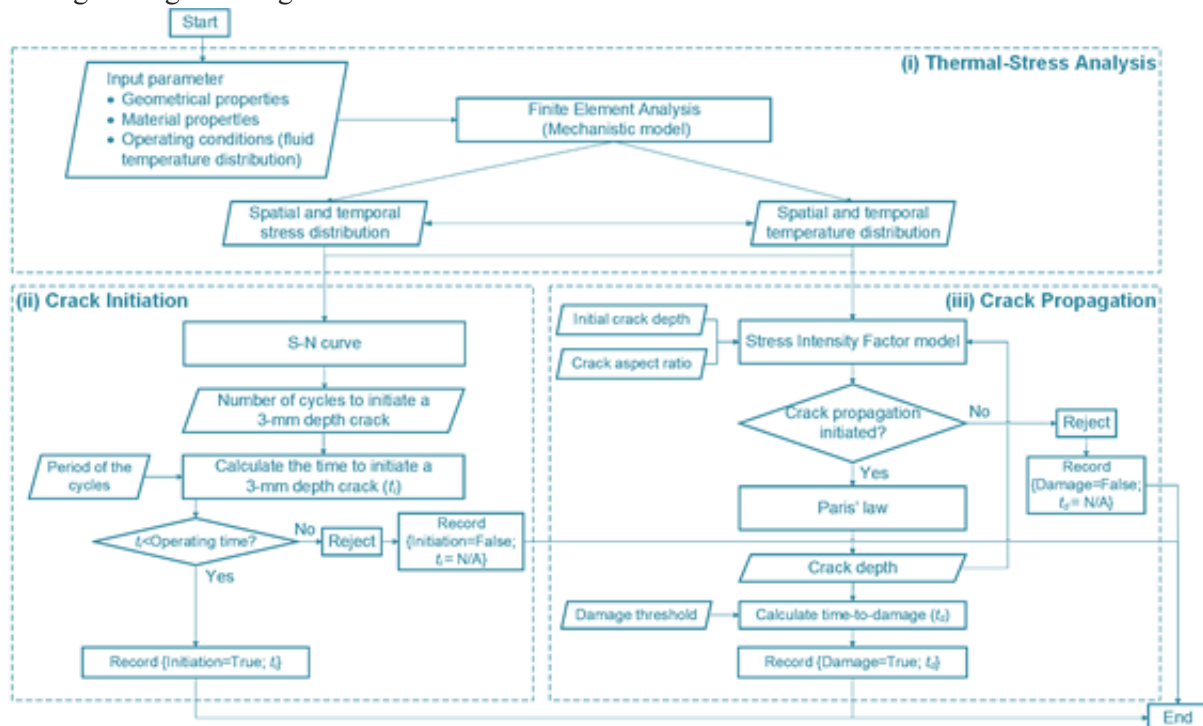 Start
(i) Thermal-Stress Analysis
Input parameter
• Geometrical properties
• Material properties
• Operating conditions (fluid
temperature distribution)
Finite Element Analysis
(Mechanistic model)
Spatial and temporal
stress distribution
Spatial and temporal
temperature distribution
(ii) Crack Initiation
S-N curve
Number of cycles to initiate a
3-mm depth crack
Period of the
cycles
Calculate the time to initiate a
3-mm depth crack (tᵢ)
tᵢ<Operating time?
No
Reject
Record
{Initiation=False;
tᵢ = N/A}
Yes
Record {Initiation=True; tᵢ}
(iii) Crack Propagation
Initial crack depth
Crack aspect ratio
Stress Intensity Factor model
Crack propagation
initiated?
No
Reject
Record
{Damage=False;
t_d = N/A}
Yes
Paris' law
Crack depth
Damage threshold
Calculate time-to-damage (t_d)
Record {Damage=True; t_d}
End